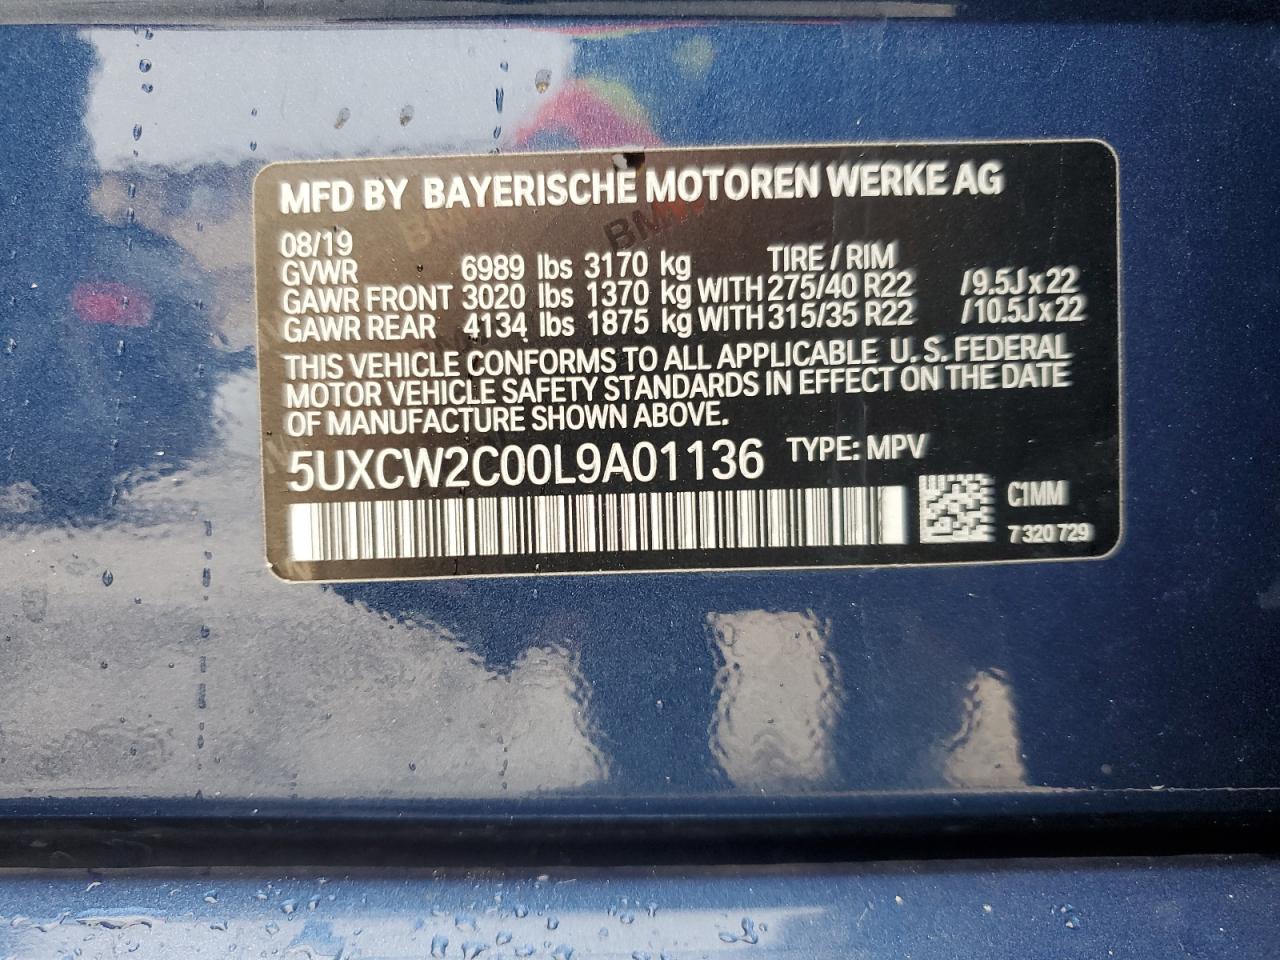 MFD BY BAYERISCHE MOTOREN WERKE AG
08/19
GVWR 6989 lbs 3170 kg TIRE / RIM
GAWR FRONT 3020 lbs 1370 kg WITH 275/40 R22 /9.5J x 22
GAWR REAR 4134 lbs 1875 kg WITH 315/35 R22 /10.5J x 22
THIS VEHICLE CONFORMS TO ALL APPLICABLE U.S. FEDERAL
MOTOR VEHICLE SAFETY STANDARDS IN EFFECT ON THE DATE
OF MANUFACTURE SHOWN ABOVE.
5UXCW2C00L9A01136 TYPE: MPV
C1MM
7 320 729